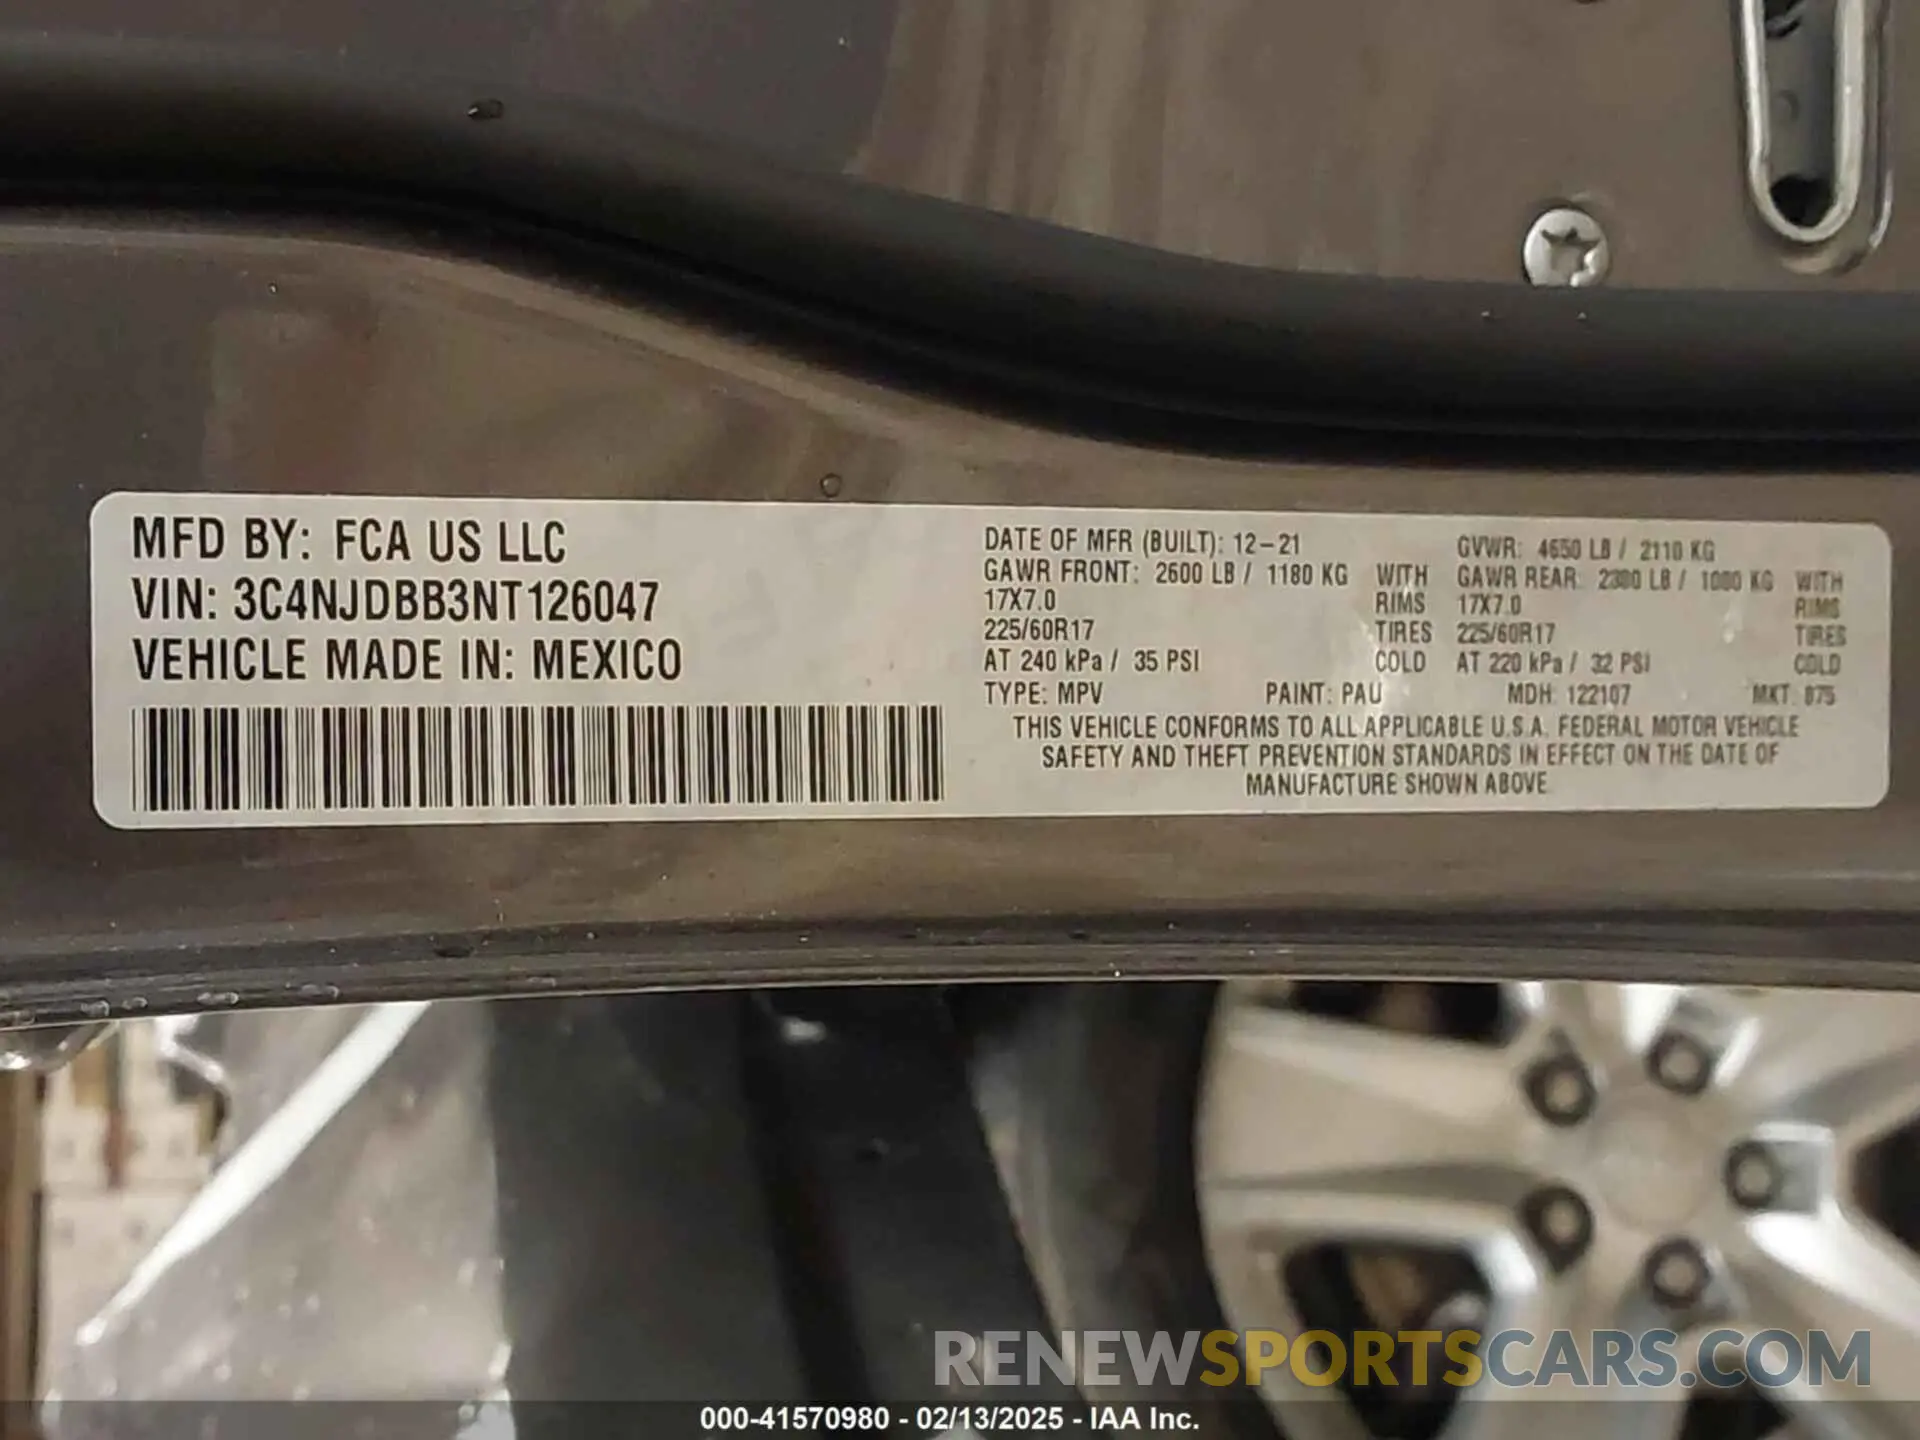 MFD BY: FCA US LLC
VIN: 3C4NJDBB3NT126047
VEHICLE MADE IN: MEXICO
DATE OF MFR (BUILT): 12-21 GVWR: 4650 LB / 2110 KG
GAWR FRONT: 2600 LB / 1180 KG WITH GAWR REAR: 2380 LB / 1080 KG WITH
17X7.0 RIMS 17X7.0 RIMS
225/60R17 TIRES 225/60R17 TIRES
AT 240 kPa / 35 PSI COLD AT 220 kPa / 32 PSI COLD
TYPE: MPV PAINT: PAU MDH: 122107 MKT: 875
THIS VEHICLE CONFORMS TO ALL APPLICABLE U.S.A. FEDERAL MOTOR VEHICLE
SAFETY AND THEFT PREVENTION STANDARDS IN EFFECT ON THE DATE OF
MANUFACTURE SHOWN ABOVE
RENEWSPORTSCARS.COM
000-41570980 - 02/13/2025 - IAA Inc.